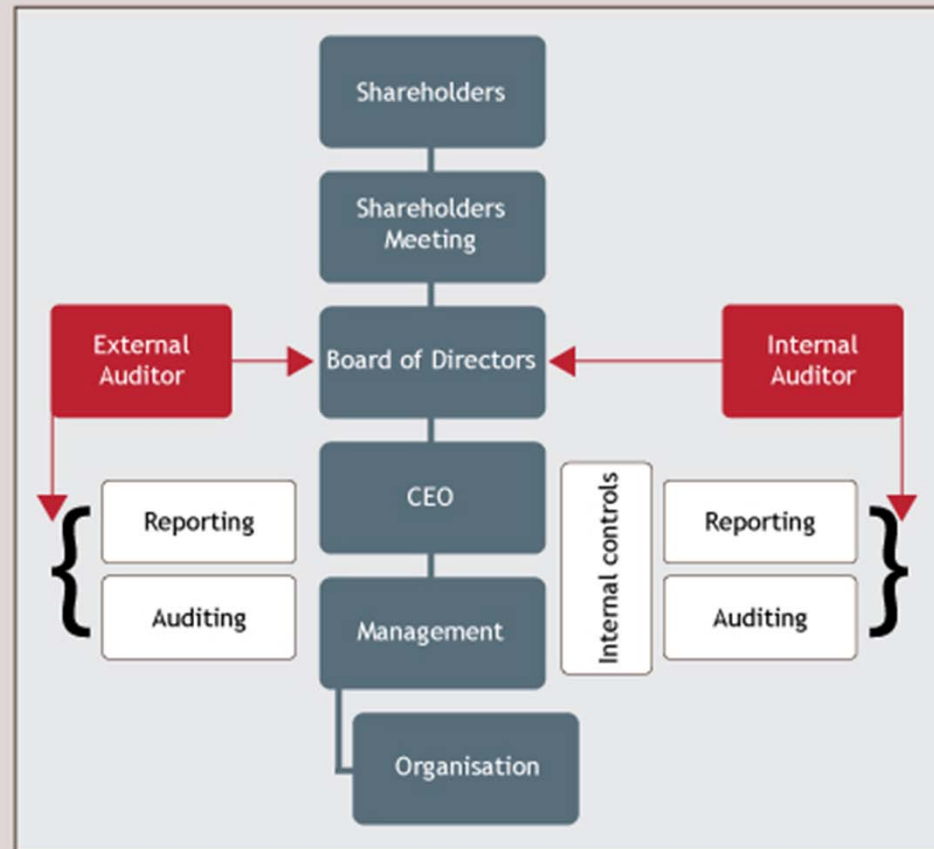 Shareholders
Shareholders
Meeting
External
Auditor
Board of Directors
Internal
Auditor
CEO
Reporting
Auditing
Internal controls
Reporting
Auditing
Management
Organisation